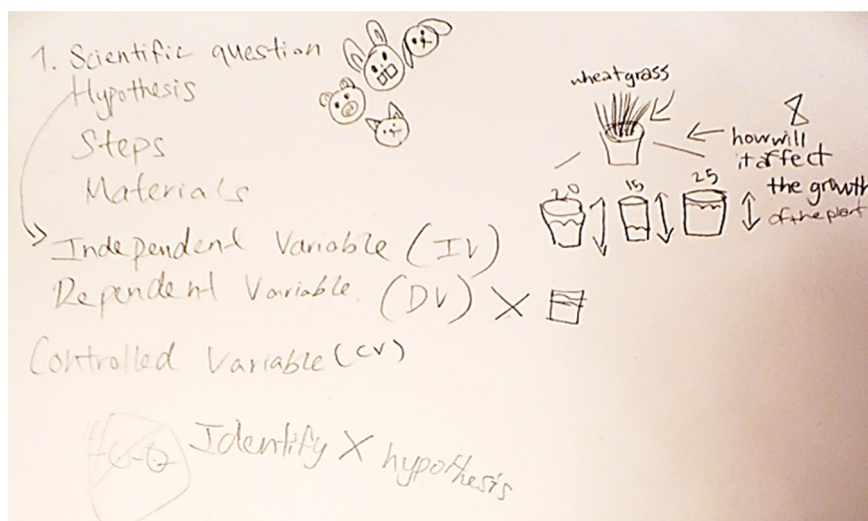 1. Scientific question
Hypothesis
Steps
Materials
Independent Variable (IV)
Dependent Variable (DV) X
Controlled Variable (CV)
Identify X hypothesis
wheatgrass
8
how will
it affect
the growth
of the plant
20 15 25